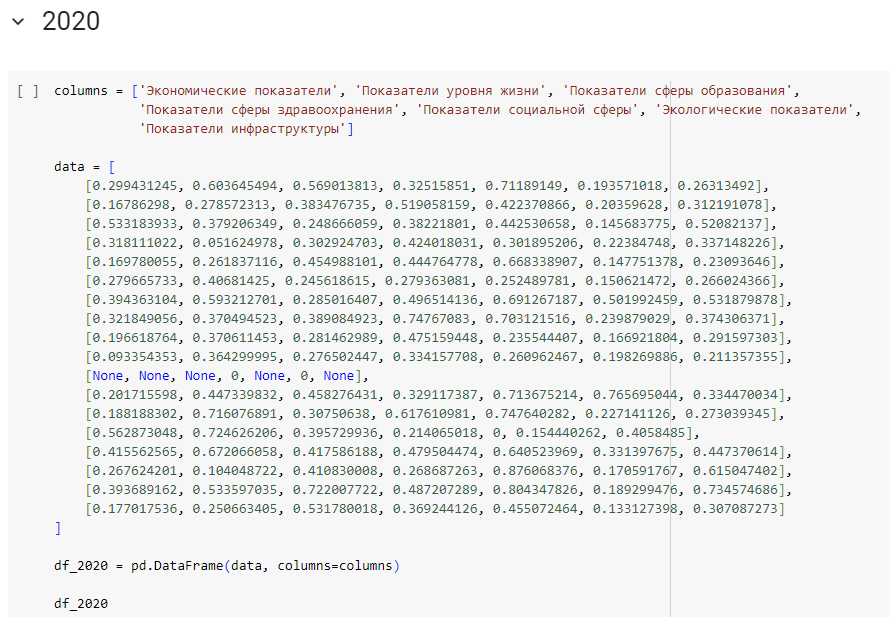 2020
[ ] columns = ['Экономические показатели', 'Показатели уровня жизни', 'Показатели сферы образования',
'Показатели сферы здравоохранения', 'Показатели социальной сферы', 'Экологические показатели',
'Показатели инфраструктуры']
data = [
[0.299431245, 0.603645494, 0.569013813, 0.32515851, 0.71189149, 0.193571018, 0.26313492],
[0.16786298, 0.278572313, 0.383476735, 0.519058159, 0.422370866, 0.20359628, 0.312191078],
[0.533183933, 0.379206349, 0.248666059, 0.38221801, 0.442530658, 0.145683775, 0.52082137],
[0.318111022, 0.051624978, 0.302924703, 0.424018031, 0.301895206, 0.22384748, 0.337148226],
[0.169780055, 0.261837116, 0.454988101, 0.444764778, 0.668338907, 0.147751378, 0.23093646],
[0.279665733, 0.40681425, 0.245618615, 0.279363081, 0.252489781, 0.150621472, 0.266024366],
[0.394363104, 0.593212701, 0.285016407, 0.496514136, 0.691267187, 0.501992459, 0.531879878],
[0.321849056, 0.370494523, 0.389084923, 0.74767083, 0.703121516, 0.239879029, 0.374306371],
[0.196618764, 0.370611453, 0.281462989, 0.475159448, 0.235544407, 0.166921804, 0.291597303],
[0.093354353, 0.364299995, 0.276502447, 0.334157708, 0.260962467, 0.198269886, 0.211357355],
[None, None, None, 0, None, 0, None],
[0.201715598, 0.447339832, 0.458276431, 0.329117387, 0.713675214, 0.765695044, 0.334470034],
[0.188188302, 0.716076891, 0.30750638, 0.617610981, 0.747640282, 0.227141126, 0.273039345],
[0.562873048, 0.724626206, 0.395729936, 0.214065018, 0, 0.154440262, 0.4058485],
[0.415562565, 0.672066058, 0.417586188, 0.479504474, 0.640523969, 0.331397675, 0.447370614],
[0.267624201, 0.104048722, 0.410830008, 0.268687263, 0.876068376, 0.170591767, 0.615047402],
[0.393689162, 0.533597035, 0.722007722, 0.487207289, 0.804347826, 0.189299476, 0.734574686],
[0.177017536, 0.250663405, 0.531780018, 0.369244126, 0.455072464, 0.133127398, 0.307087273]
]
df_2020 = pd.DataFrame(data, columns=columns)
df_2020